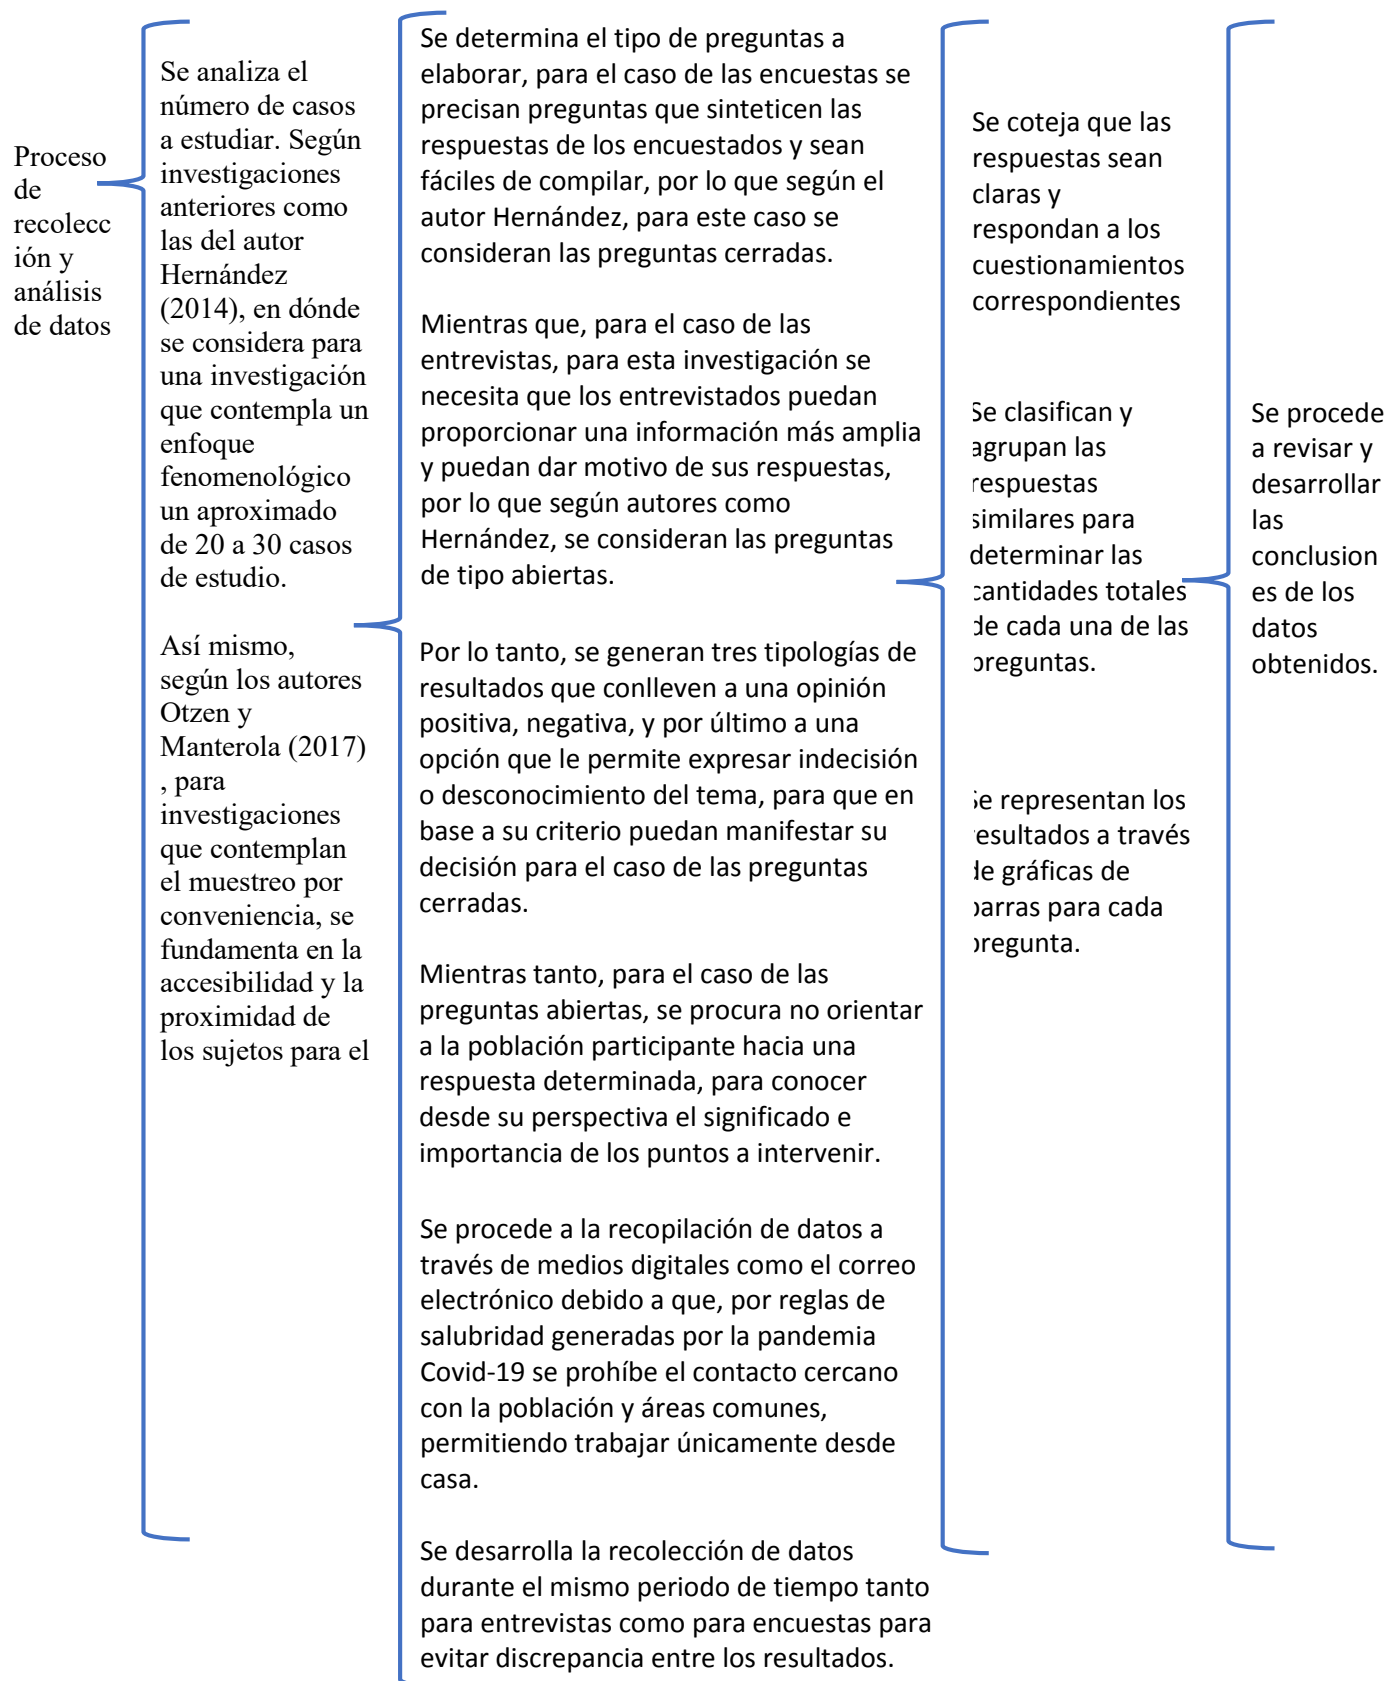 Proceso
de
recolecc
ión y
análisis
de datos
Se analiza el
número de casos
a estudiar. Según
investigaciones
anteriores como
las del autor
Hernández
(2014), en dónde
se considera para
una investigación
que contempla un
enfoque
fenomenológico
un aproximado
de 20 a 30 casos
de estudio.
Así mismo,
según los autores
Otzen y
Manterola (2017)
, para
investigaciones
que contemplan
el muestreo por
conveniencia, se
fundamenta en la
accesibilidad y la
proximidad de
los sujetos para el
Se determina el tipo de preguntas a
elaborar, para el caso de las encuestas se
precisan preguntas que sinteticen las
respuestas de los encuestados y sean
fáciles de compilar, por lo que según el
autor Hernández, para este caso se
consideran las preguntas cerradas.
Mientras que, para el caso de las
entrevistas, para esta investigación se
necesita que los entrevistados puedan
proporcionar una información más amplia
y puedan dar motivo de sus respuestas,
por lo que según autores como
Hernández, se consideran las preguntas
de tipo abiertas.
Por lo tanto, se generan tres tipologías de
resultados que conlleven a una opinión
positiva, negativa, y por último a una
opción que le permite expresar indecisión
o desconocimiento del tema, para que en
base a su criterio puedan manifestar su
decisión para el caso de las preguntas
cerradas.
Mientras tanto, para el caso de las
preguntas abiertas, se procura no orientar
a la población participante hacia una
respuesta determinada, para conocer
desde su perspectiva el significado e
importancia de los puntos a intervenir.
Se procede a la recopilación de datos a
través de medios digitales como el correo
electrónico debido a que, por reglas de
salubridad generadas por la pandemia
Covid-19 se prohíbe el contacto cercano
con la población y áreas comunes,
permitiendo trabajar únicamente desde
casa.
Se desarrolla la recolección de datos
durante el mismo periodo de tiempo tanto
para entrevistas como para encuestas para
evitar discrepancia entre los resultados.
Se coteja que las
respuestas sean
claras y
respondan a los
cuestionamientos
correspondientes
Se clasifican y
agrupan las
respuestas
similares para
determinar las
cantidades totales
de cada una de las
preguntas.
Se representan los
resultados a través
de gráficas de
barras para cada
pregunta.
Se procede
a revisar y
desarrollar
las
conclusion
es de los
datos
obtenidos.